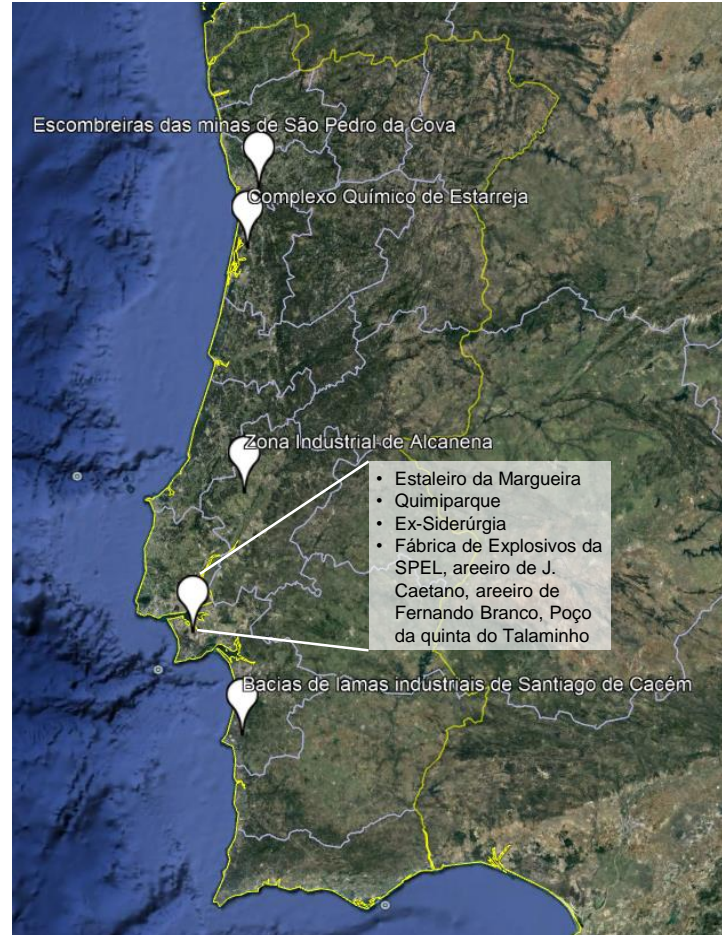 Escombreiras das minas de São Pedro da Cova
Complexo Químico de Estarreja
Zona Industrial de Alcanena
• Estaleiro da Margueira
• Quimiparque
• Ex-Siderúrgia
• Fábrica de Explosivos da
SPEL, areeiro de J.
Caetano, areeiro de
Fernando Branco, Poço
da quinta do Talaminho
Bacias de lamas industriais de Santiago de Cacém